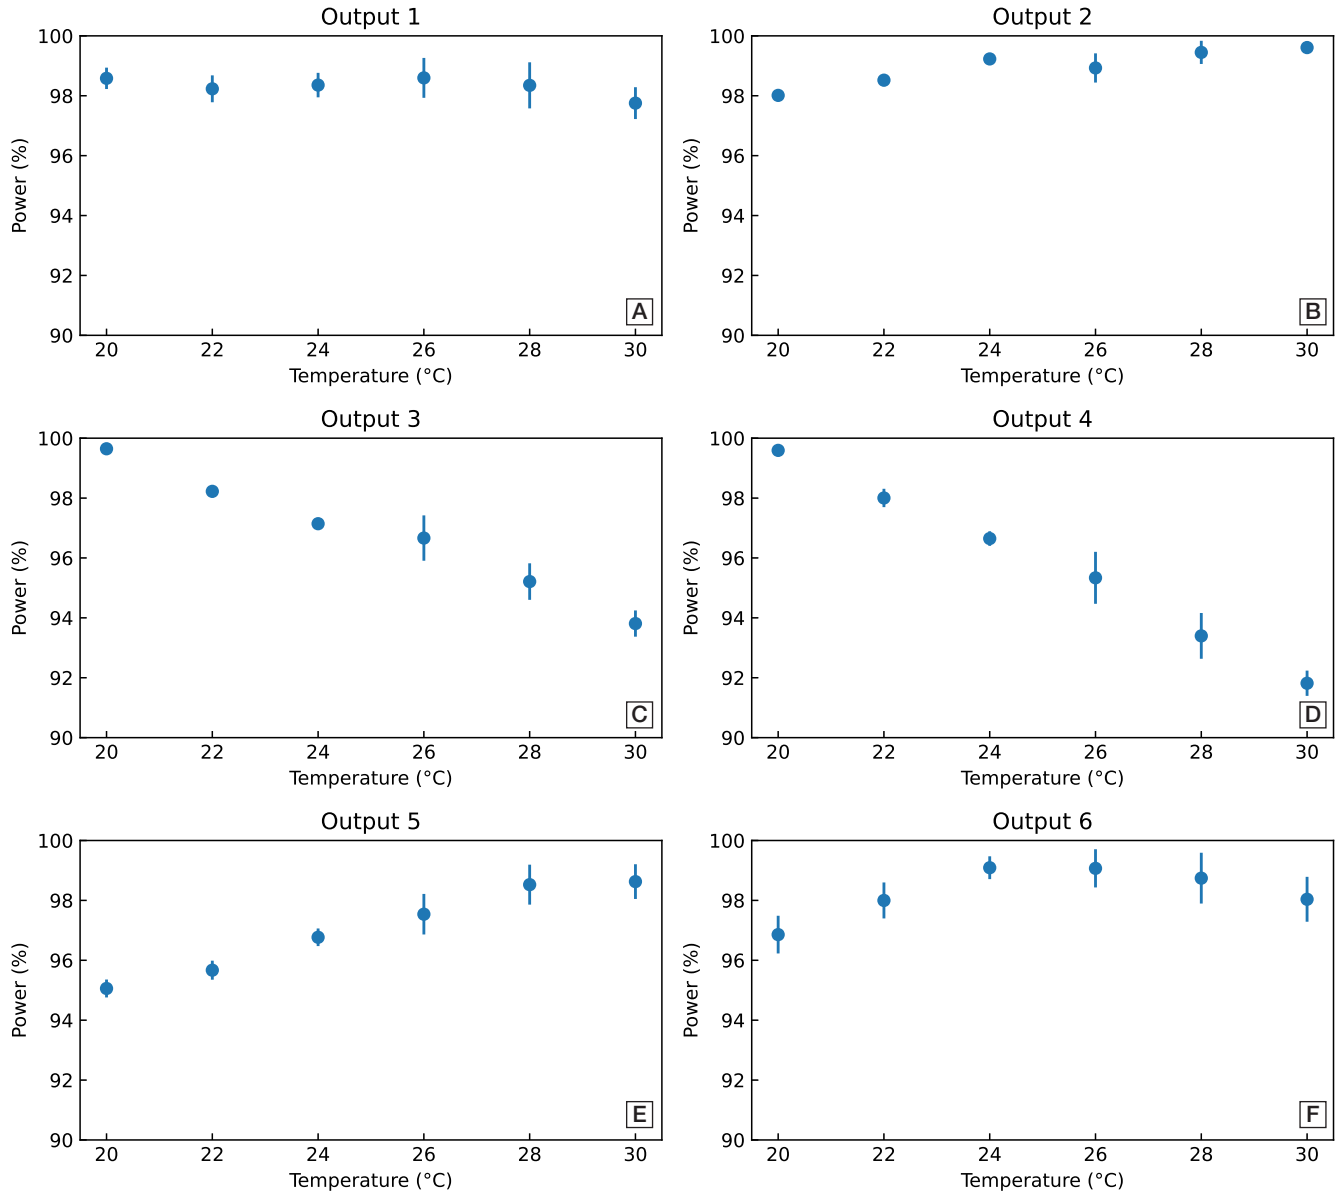 Output 1
100
98
96
94
92
90
Power (%)
A
20 22 24 26 28 30
Temperature (°C)
Output 2
100
98
96
94
92
90
Power (%)
B
20 22 24 26 28 30
Temperature (°C)
Output 3
100
98
96
94
92
90
Power (%)
C
20 22 24 26 28 30
Temperature (°C)
Output 4
100
98
96
94
92
90
Power (%)
D
20 22 24 26 28 30
Temperature (°C)
Output 5
100
98
96
94
92
90
Power (%)
E
20 22 24 26 28 30
Temperature (°C)
Output 6
100
98
96
94
92
90
Power (%)
F
20 22 24 26 28 30
Temperature (°C)